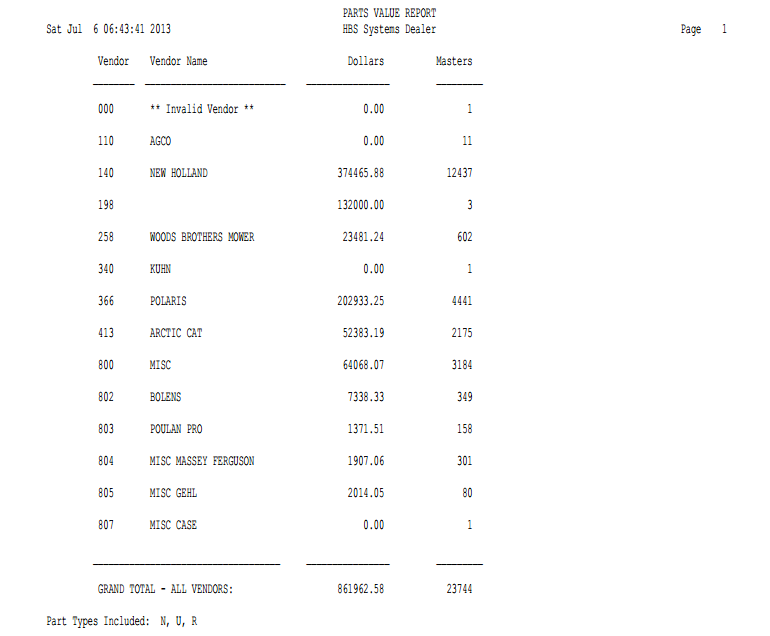 PARTS VALUE REPORT
Sat Jul  6 06:43:41 2013    HBS Systems Dealer    Page    1
Vendor    Vendor Name    Dollars    Masters
000    ** Invalid Vendor **    0.00    1
110    AGCO    0.00    11
140    NEW HOLLAND    374465.88    12437
198    132000.00    3
258    WOODS BROTHERS MOWER    23481.24    602
340    KUHN    0.00    1
366    POLARIS    202933.25    4441
413    ARCTIC CAT    52383.19    2175
800    MISC    64068.07    3184
802    BOLENS    7338.33    349
803    POULAN PRO    1371.51    158
804    MISC MASSEY FERGUSON    1907.06    301
805    MISC GEHL    2014.05    80
807    MISC CASE    0.00    1
GRAND TOTAL - ALL VENDORS:    861962.58    23744
Part Types Included:  N, U, R